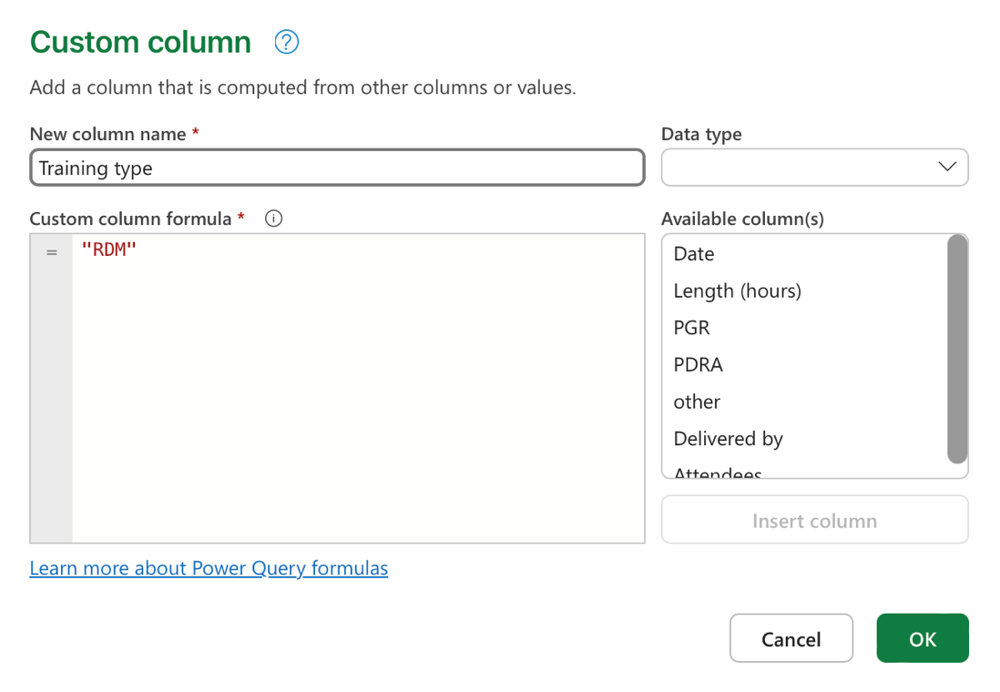 Custom column ?
Add a column that is computed from other columns or values.
New column name *
Training type
Data type
Custom column formula *
= "RDM"
Available column(s)
Date
Length (hours)
PGR
PDRA
other
Delivered by
Attendees
Insert column
Learn more about Power Query formulas
Cancel
OK